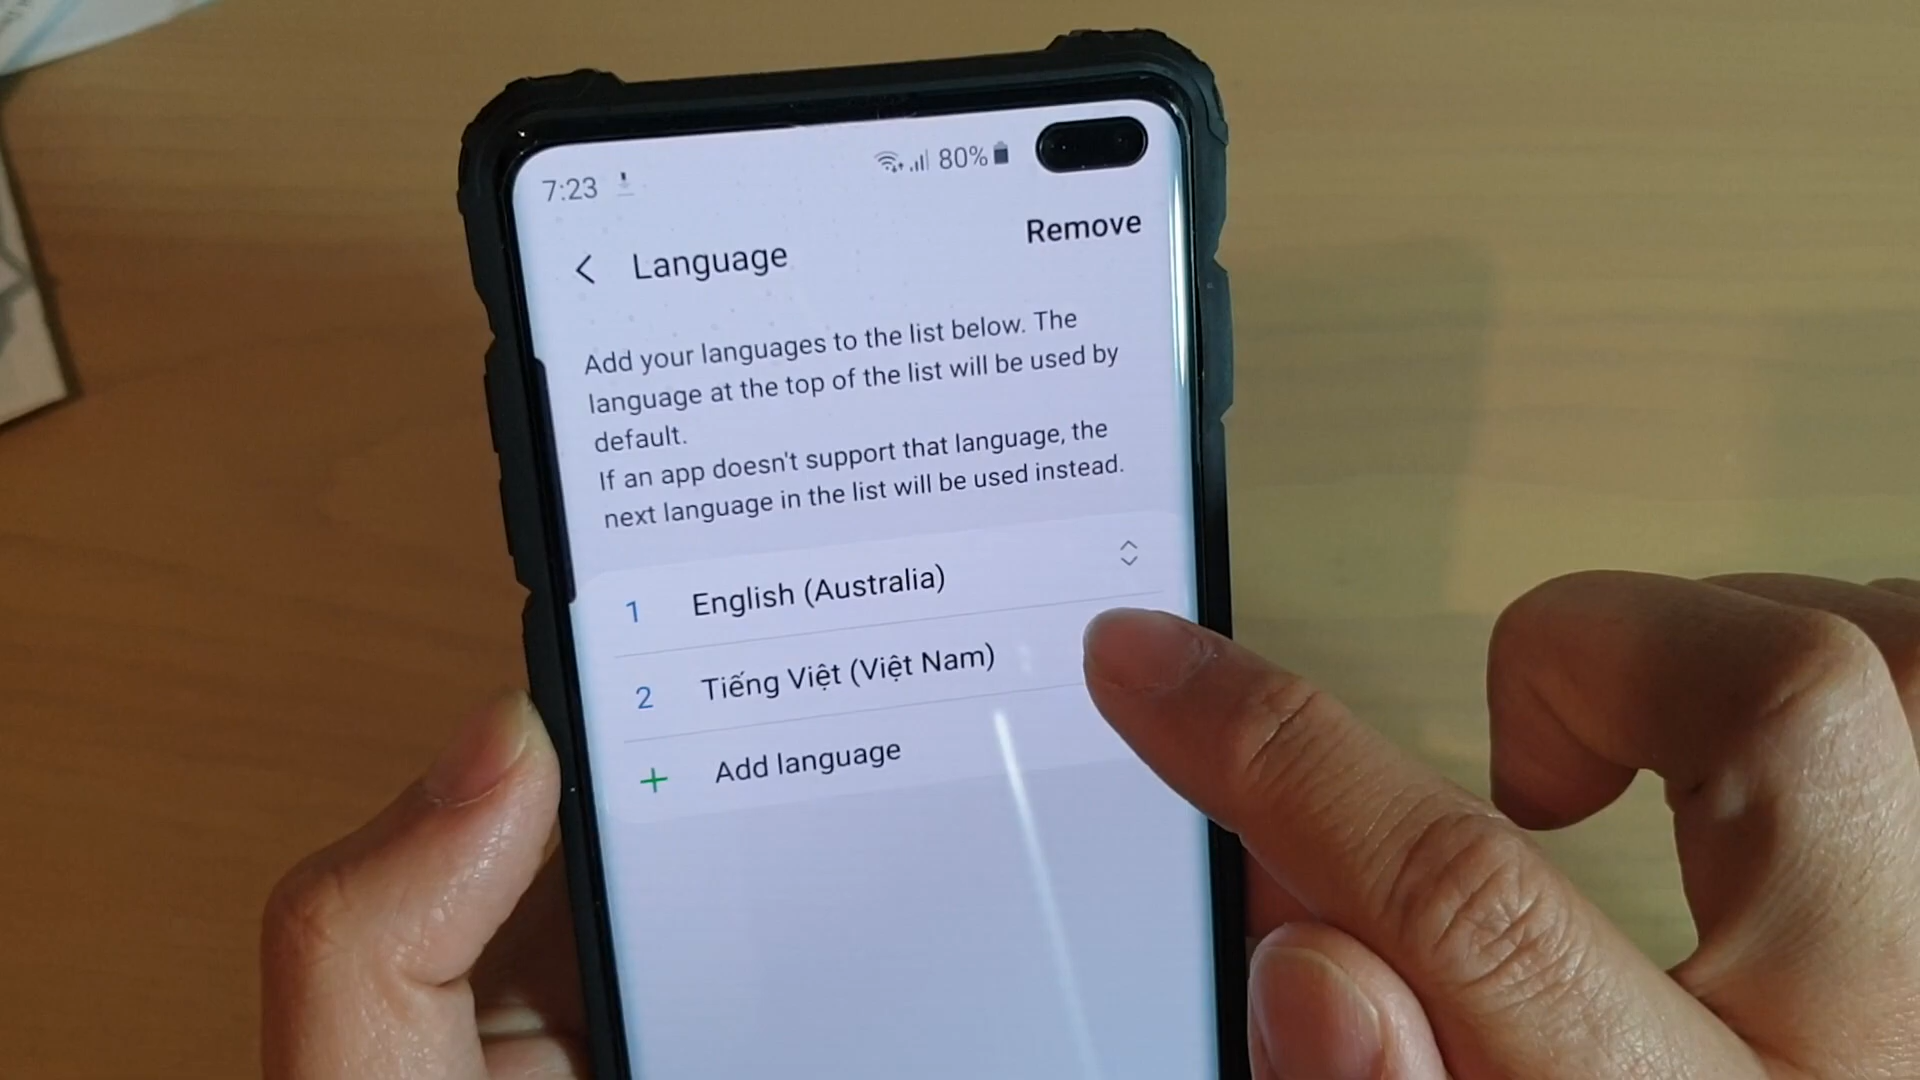 7:23 80%
Remove
Language
Add your languages to the list below. The
language at the top of the list will be used by
default.
If an app doesn't support that language, the
next language in the list will be used instead.
1 English (Australia)
2 Tiếng Việt (Việt Nam)
+ Add language